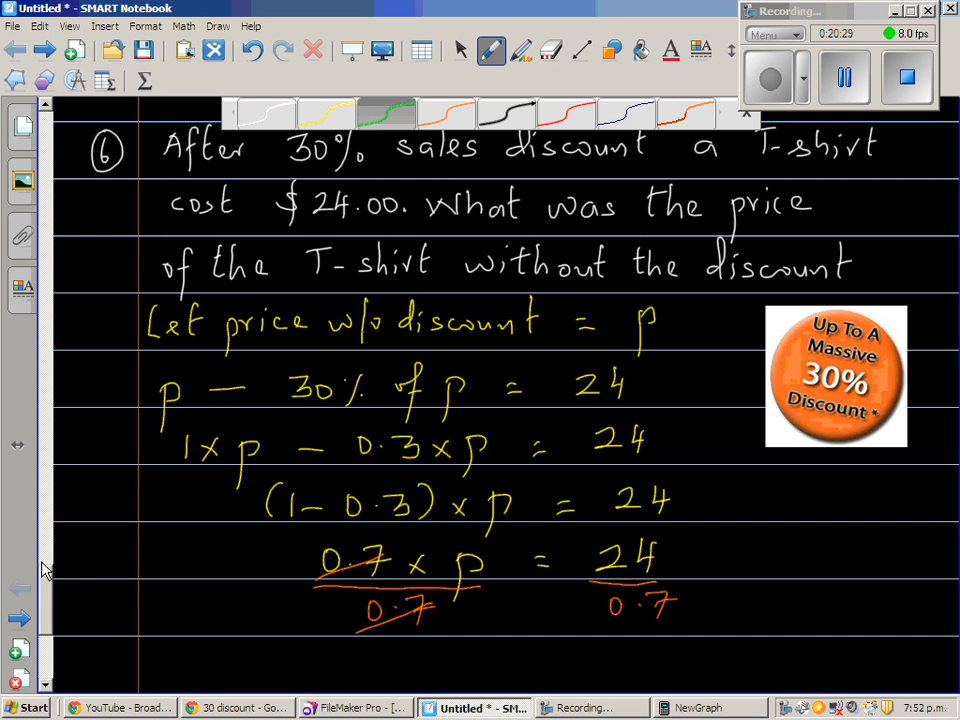 Untitled * - SMART Notebook
File Edit View Insert Format Math Draw Help
Recording...
Menu 0:20:29 8.0 fps
6 After 30% sales discount a T-shirt
cost $24.00. What was the price
of the T-shirt without the discount
Let price w/o discount = p
p — 30% of p = 24
1 x p — 0.3 x p = 24
(1 - 0.3) x p = 24
0.7 x p = 24
0.7 0.7
Up To A
Massive
30%
Discount *
Start YouTube - Broad... 30 discount - Go... FileMaker Pro - [... Untitled * - SM... Recording... NewGraph 7:52 p.m.